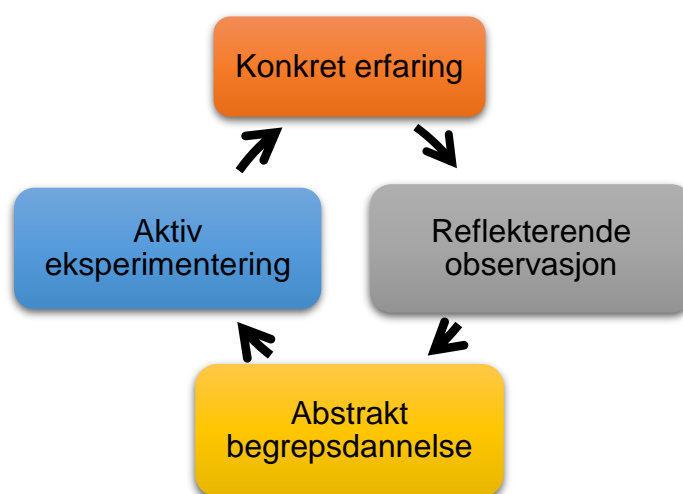 Konkret erfaring
Reflekterende
observasjon
Abstrakt
begrepsdannelse
Aktiv
eksperimentering